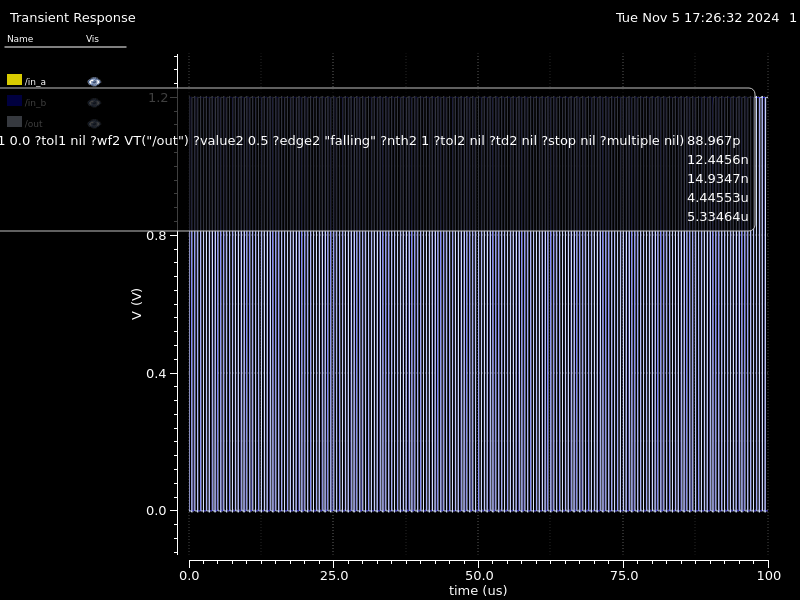 Transient Response
Tue Nov 5 17:26:32 2024 1
Name Vis
/in_a
/in_b
/out
1 0.0 ?tol1 nil ?wf2 VT("/out") ?value2 0.5 ?edge2 "falling" ?nth2 1 ?tol2 nil ?td2 nil ?stop nil ?multiple nil) 88.967p
12.4456n
14.9347n
4.44553u
5.33464u
1.2
0.8
0.4
0.0
V (V)
0.0 25.0 50.0 75.0 100
time (us)